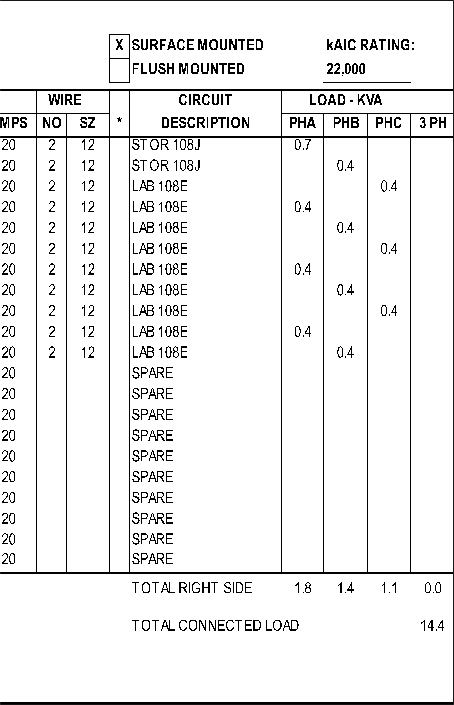 X SURFACE MOUNTED kAIC RATING:
FLUSH MOUNTED 22,000
WIRE CIRCUIT LOAD - KVA
MPS NO SZ * DESCRIPTION PHA PHB PHC 3 PH
20 2 12 STOR 108J 0.7
20 2 12 STOR 108J 0.4
20 2 12 LAB 108E 0.4
20 2 12 LAB 108E 0.4
20 2 12 LAB 108E 0.4
20 2 12 LAB 108E 0.4
20 2 12 LAB 108E 0.4
20 2 12 LAB 108E 0.4
20 2 12 LAB 108E 0.4
20 2 12 LAB 108E 0.4
20 2 12 LAB 108E 0.4
20 SPARE
20 SPARE
20 SPARE
20 SPARE
20 SPARE
20 SPARE
20 SPARE
20 SPARE
20 SPARE
20 SPARE
TOTAL RIGHT SIDE 1.8 1.4 1.1 0.0
TOTAL CONNECTED LOAD 14.4